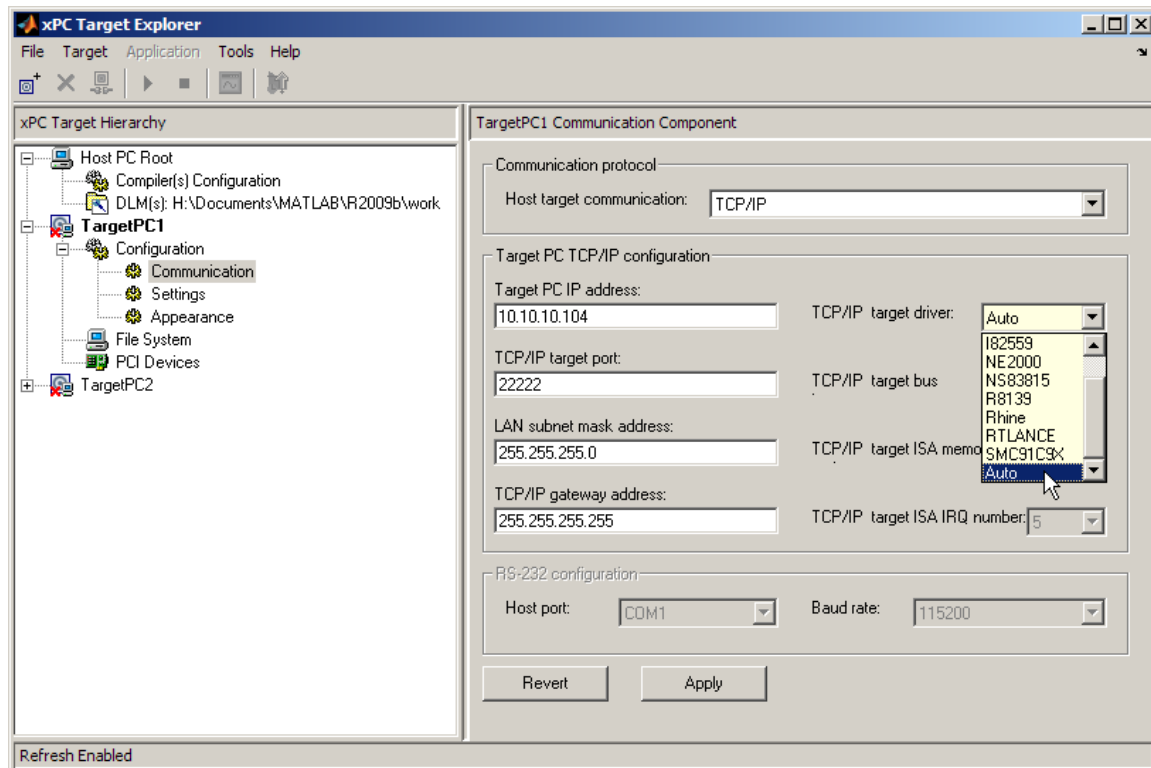 xPC Target Explorer
File Target Application Tools Help
xPC Target Hierarchy
Host PC Root
Compiler(s) Configuration
DLM(s): H:\Documents\MATLAB\R2009b\work
TargetPC1
Configuration
Communication
Settings
Appearance
File System
PCI Devices
TargetPC2
TargetPC1 Communication Component
Communication protocol
Host target communication: TCP/IP
Target PC TCP/IP configuration
Target PC IP address:
10.10.10.104
TCP/IP target driver: Auto
I82559
NE2000
NS83815
R8139
Rhine
RTLANCE
SMC91C9X
Auto
TCP/IP target port:
22222
TCP/IP target bus
LAN subnet mask address:
255.255.255.0
TCP/IP target ISA memo
TCP/IP gateway address:
255.255.255.255
TCP/IP target ISA IRQ number: 5
RS-232 configuration
Host port: COM1 Baud rate: 115200
Revert Apply
Refresh Enabled